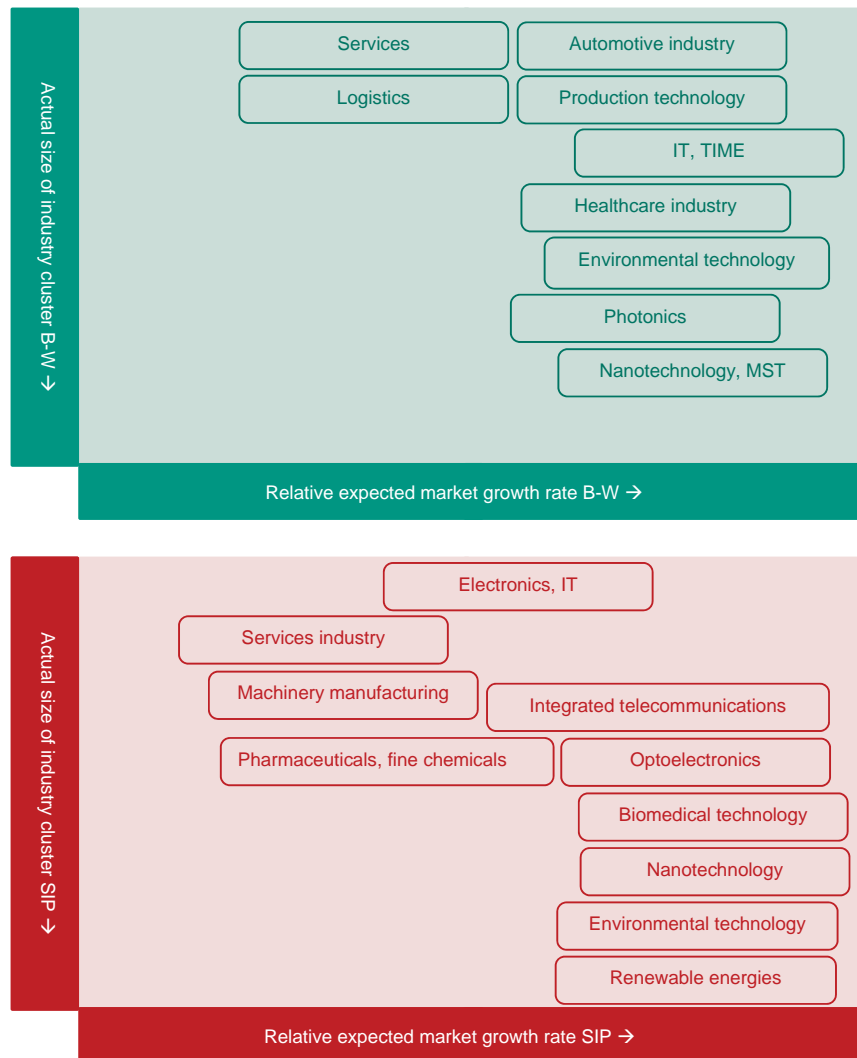 Actual size of industry cluster B-W →
Services
Automotive industry
Logistics
Production technology
IT, TIME
Healthcare industry
Environmental technology
Photonics
Nanotechnology, MST
Relative expected market growth rate B-W →
Actual size of industry cluster SIP →
Electronics, IT
Services industry
Machinery manufacturing
Integrated telecommunications
Pharmaceuticals, fine chemicals
Optoelectronics
Biomedical technology
Nanotechnology
Environmental technology
Renewable energies
Relative expected market growth rate SIP →